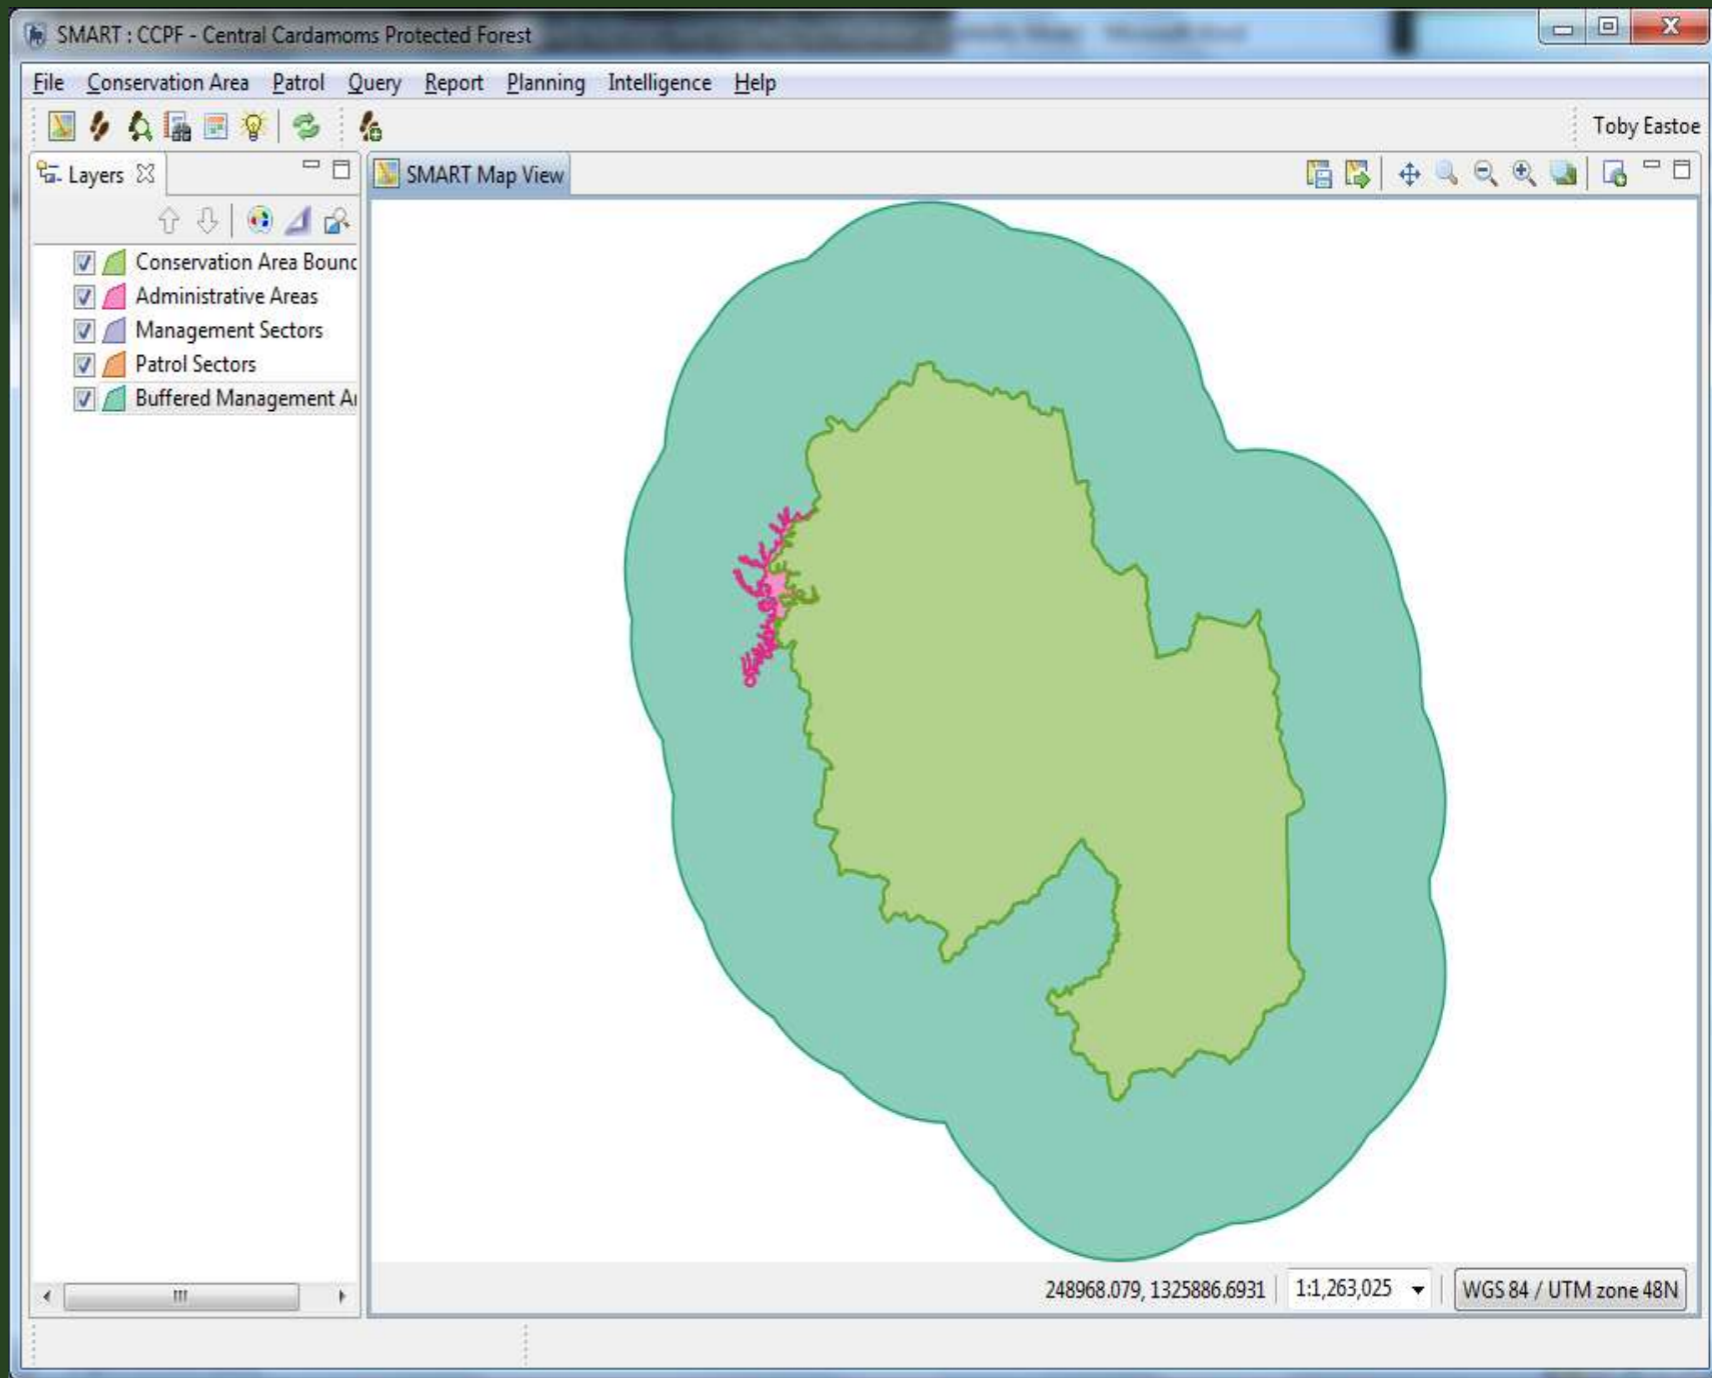 SMART : CCPF - Central Cardamoms Protected Forest
File Conservation Area Patrol Query Report Planning Intelligence Help
Toby Eastoe
Layers
SMART Map View
Conservation Area Bounc
Administrative Areas
Management Sectors
Patrol Sectors
Buffered Management A
248968.079, 1325886.6931
1:1,263,025
WGS 84 / UTM zone 48N